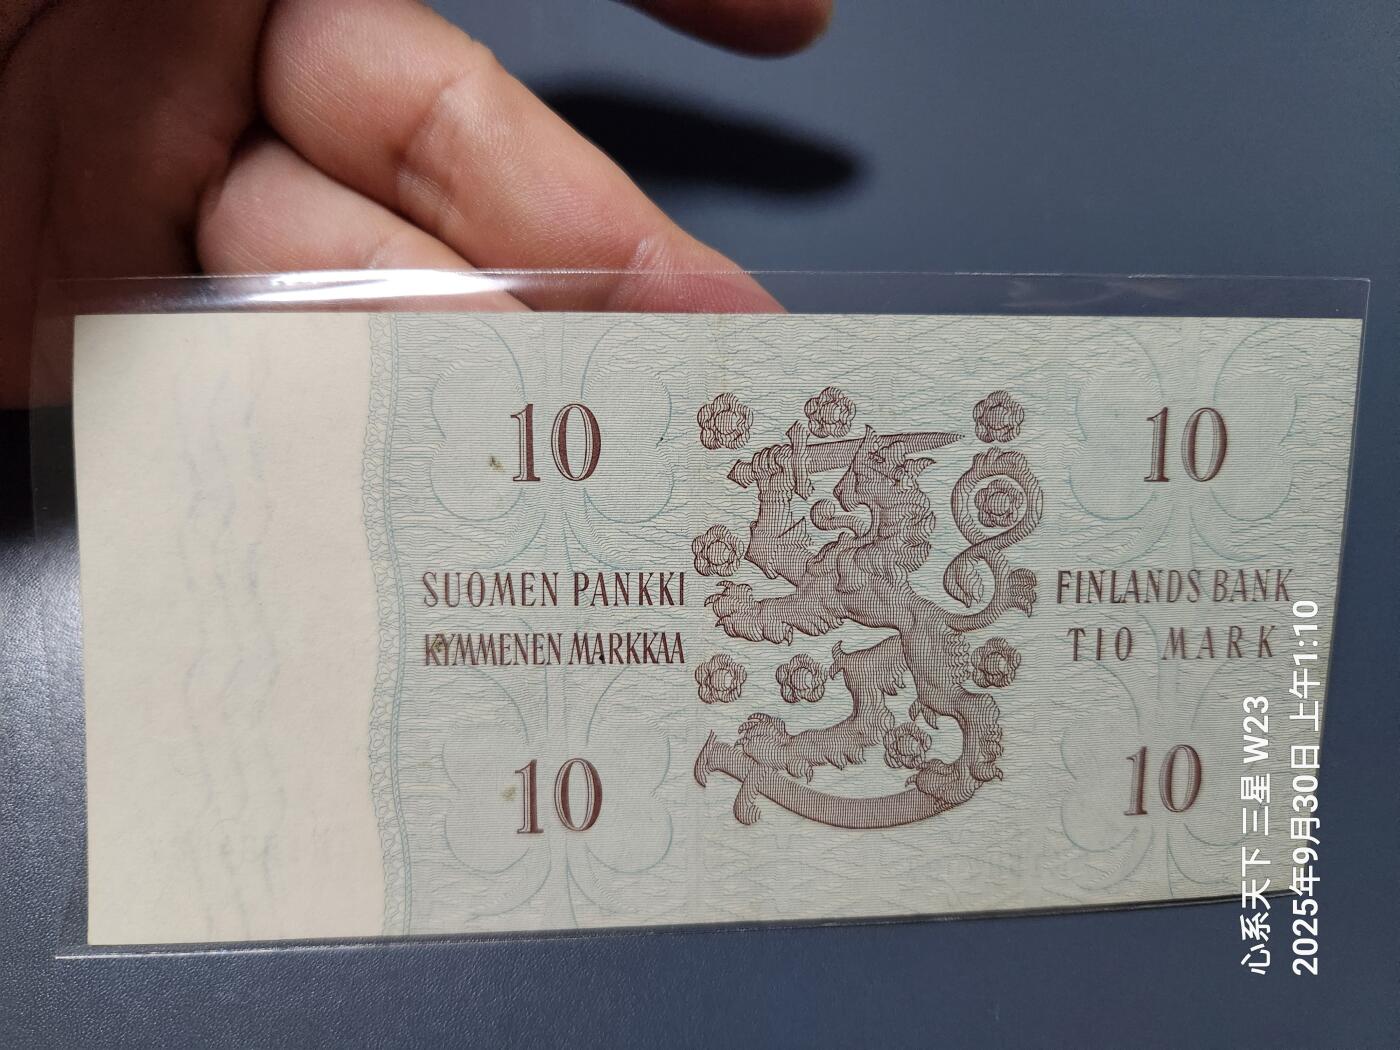 10
10
SUOMEN PANKKI
KYMMENEN MARKKAA
FINLANDS BANK
TIO MARK
10
10
心系天下 三星 W23
2025年9月30日 上午1:10